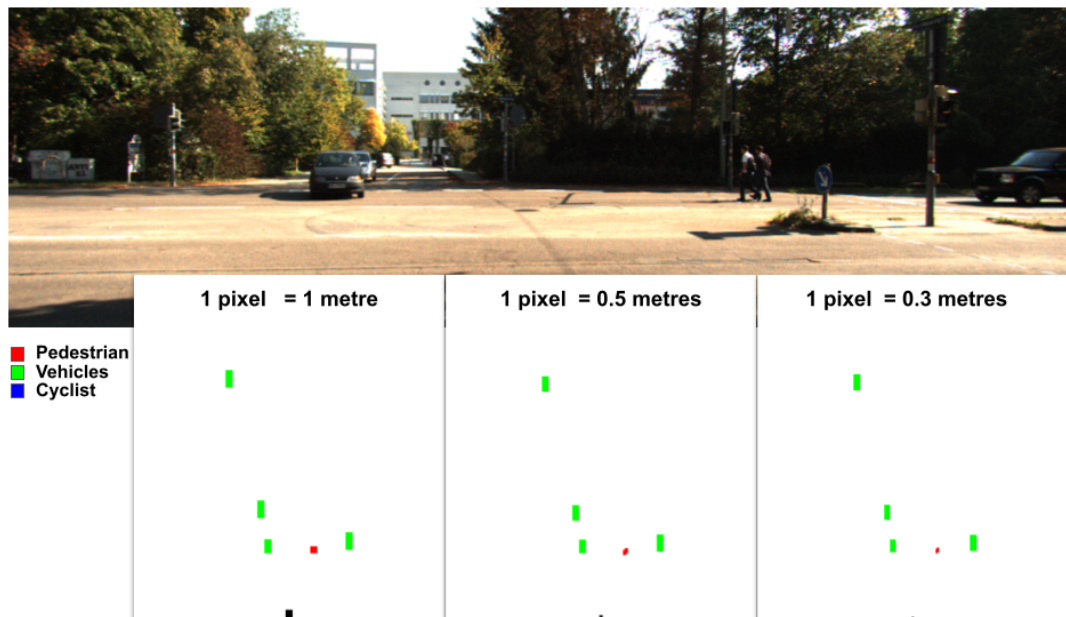 1 pixel = 1 metre
1 pixel = 0.5 metres
1 pixel = 0.3 metres
Pedestrian
Vehicles
Cyclist